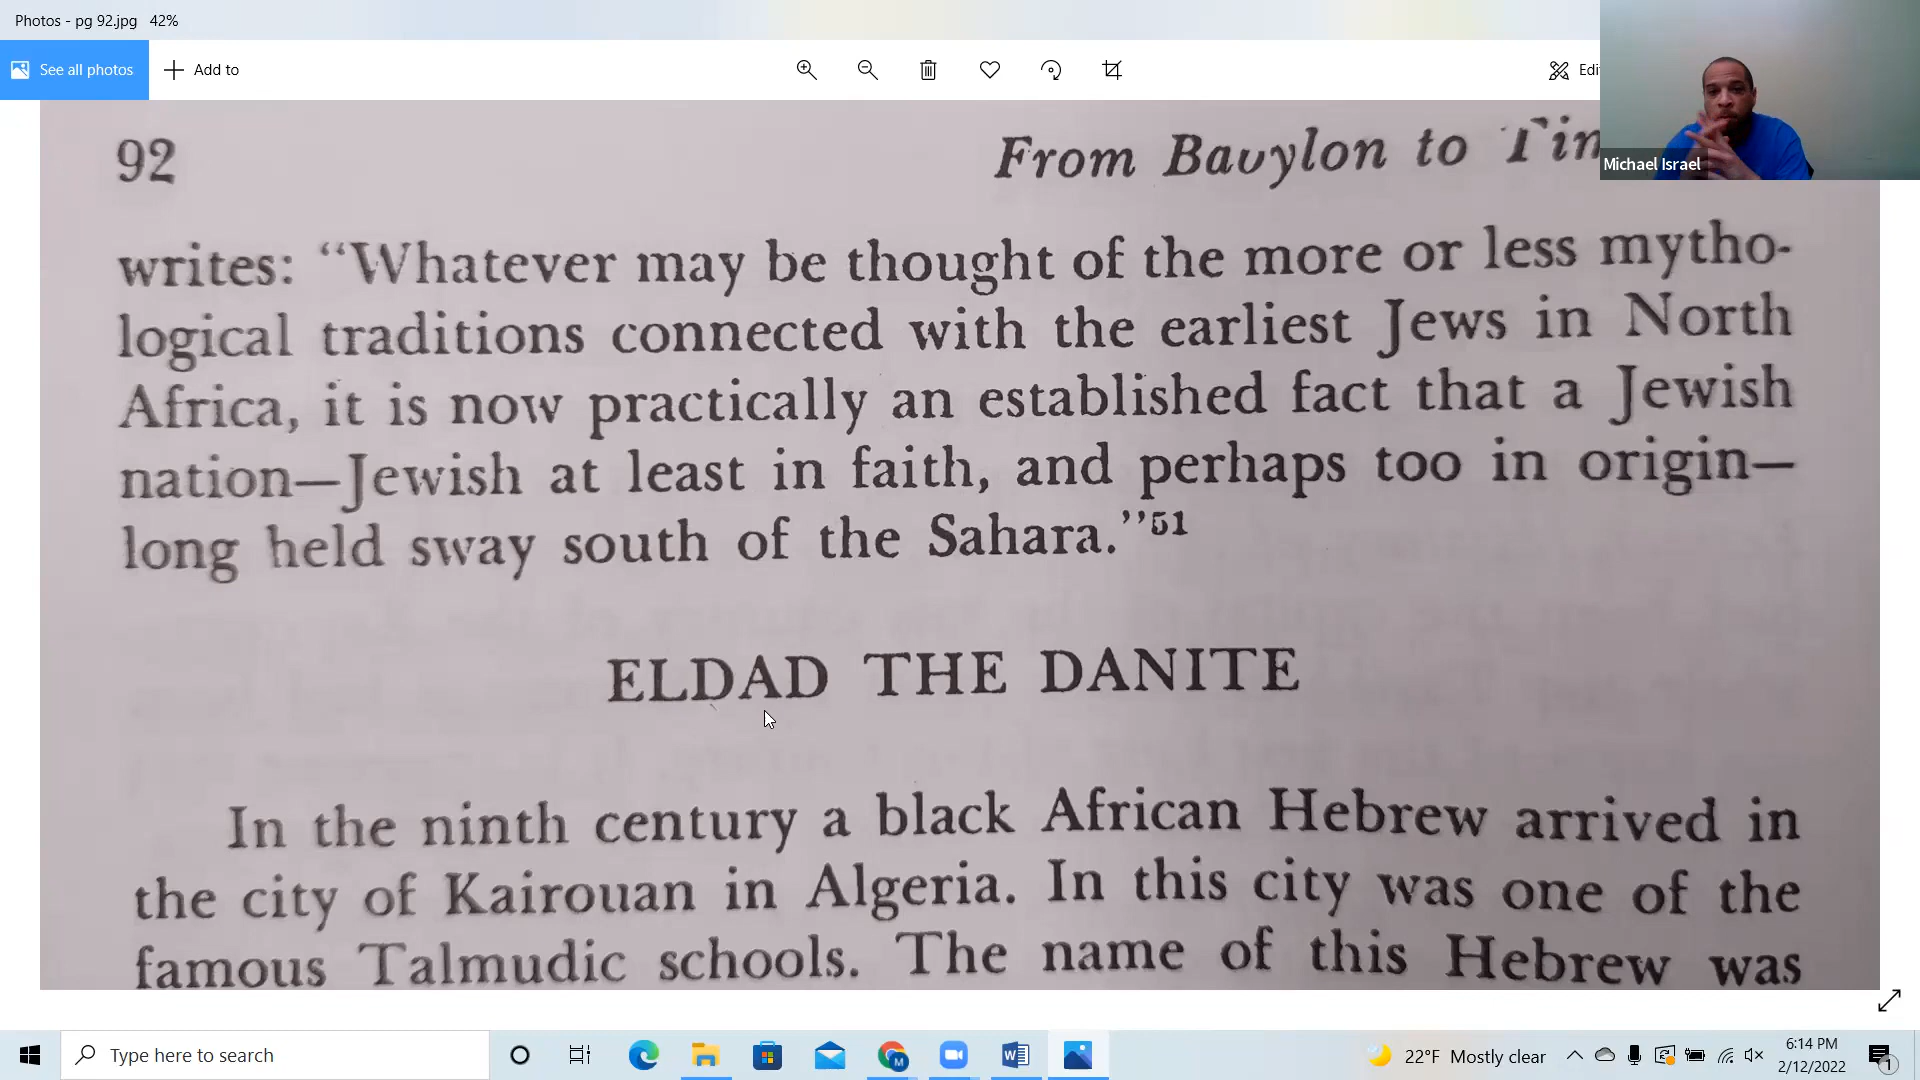 Photos - pg 92.jpg 42%
See all photos
Add to
Michael Israel
92
From Babylon to Tim
writes: “Whatever may be thought of the more or less mytho-
logical traditions connected with the earliest Jews in North
Africa, it is now practically an established fact that a Jewish
nation—Jewish at least in faith, and perhaps too in origin—
long held sway south of the Sahara.”51
ELDAD THE DANITE
In the ninth century a black African Hebrew arrived in
the city of Kairouan in Algeria. In this city was one of the
famous Talmudic schools. The name of this Hebrew was
Type here to search
M
22°F Mostly clear
6:14 PM
2/12/2022
1